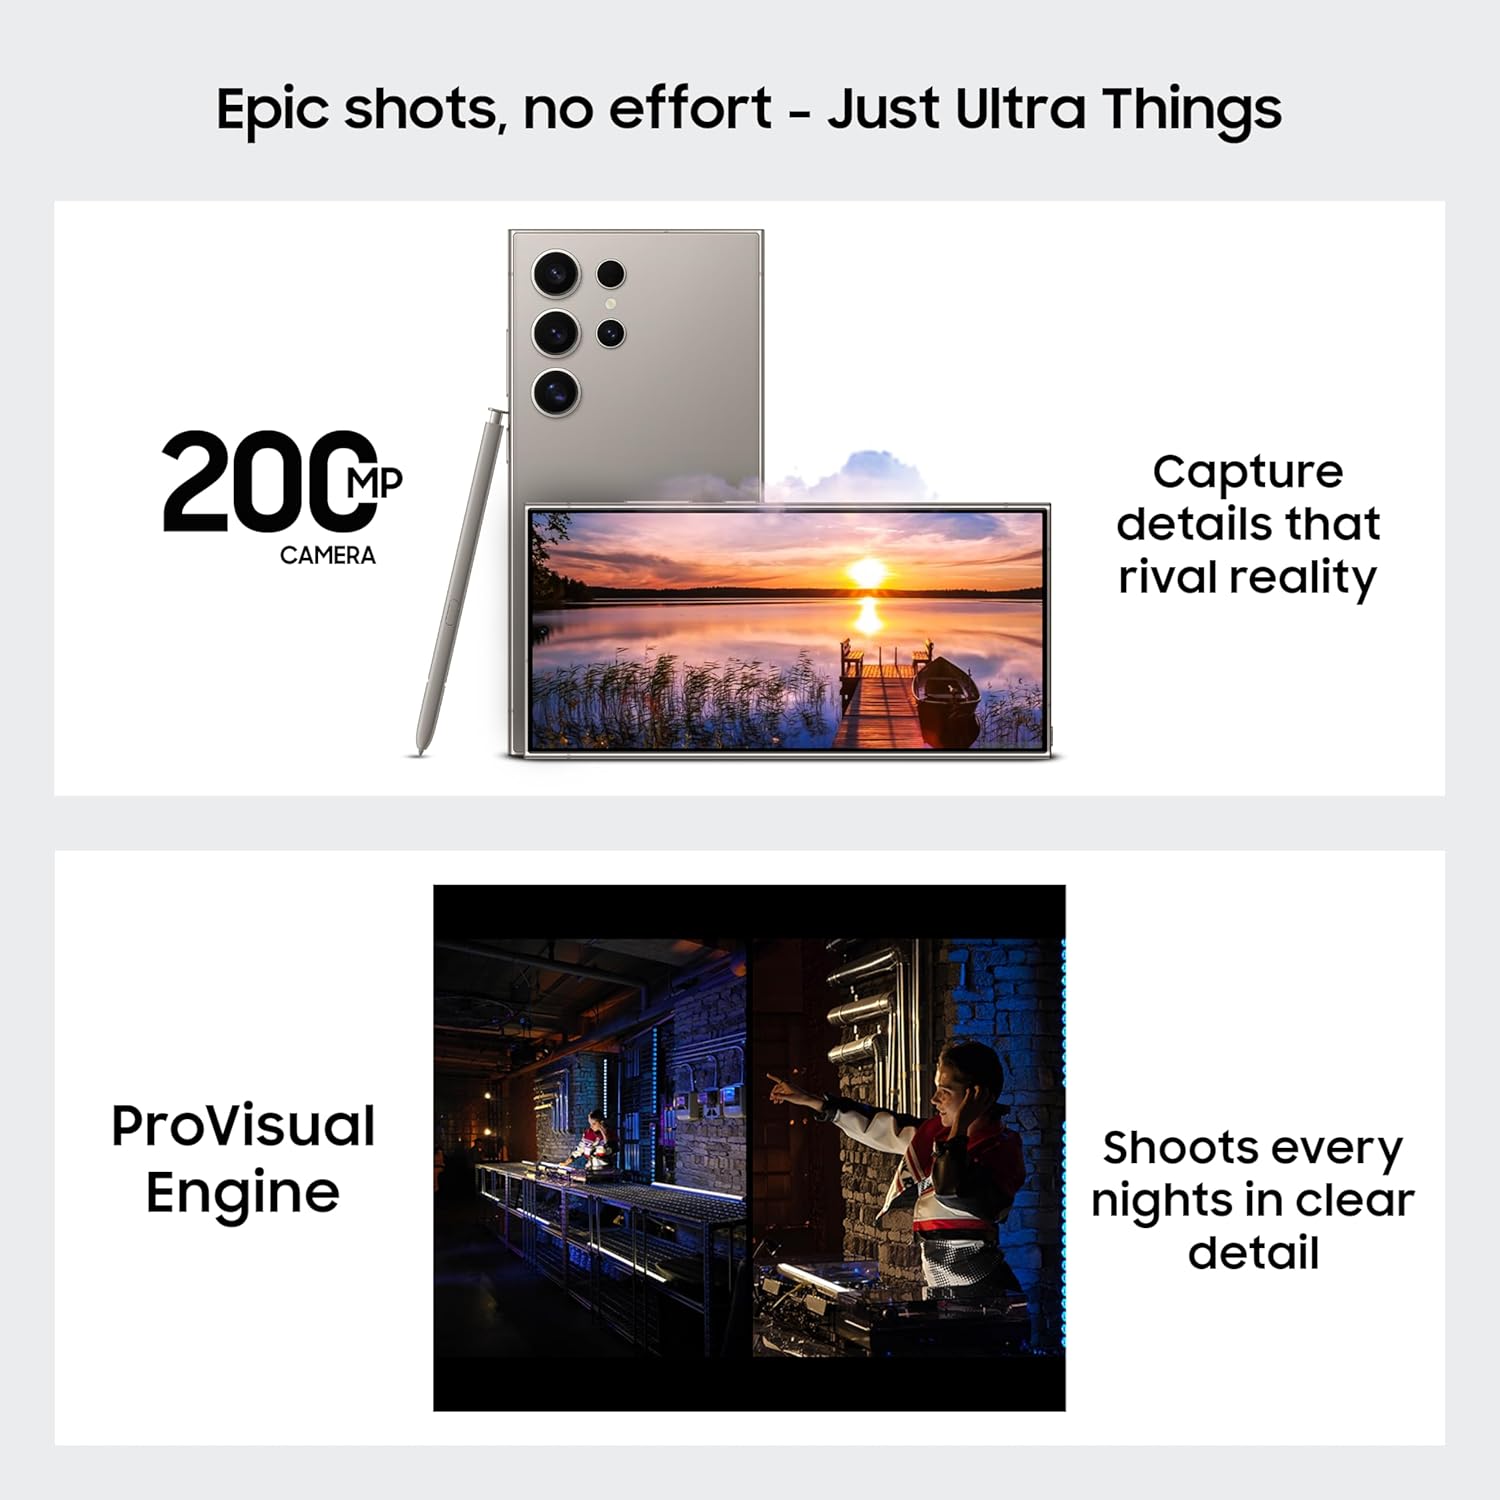 Epic shots, no effort - Just Ultra Things
200MP
CAMERA
Capture
details that
rival reality
ProVisual
Engine
Shoots every
nights in clear
detail